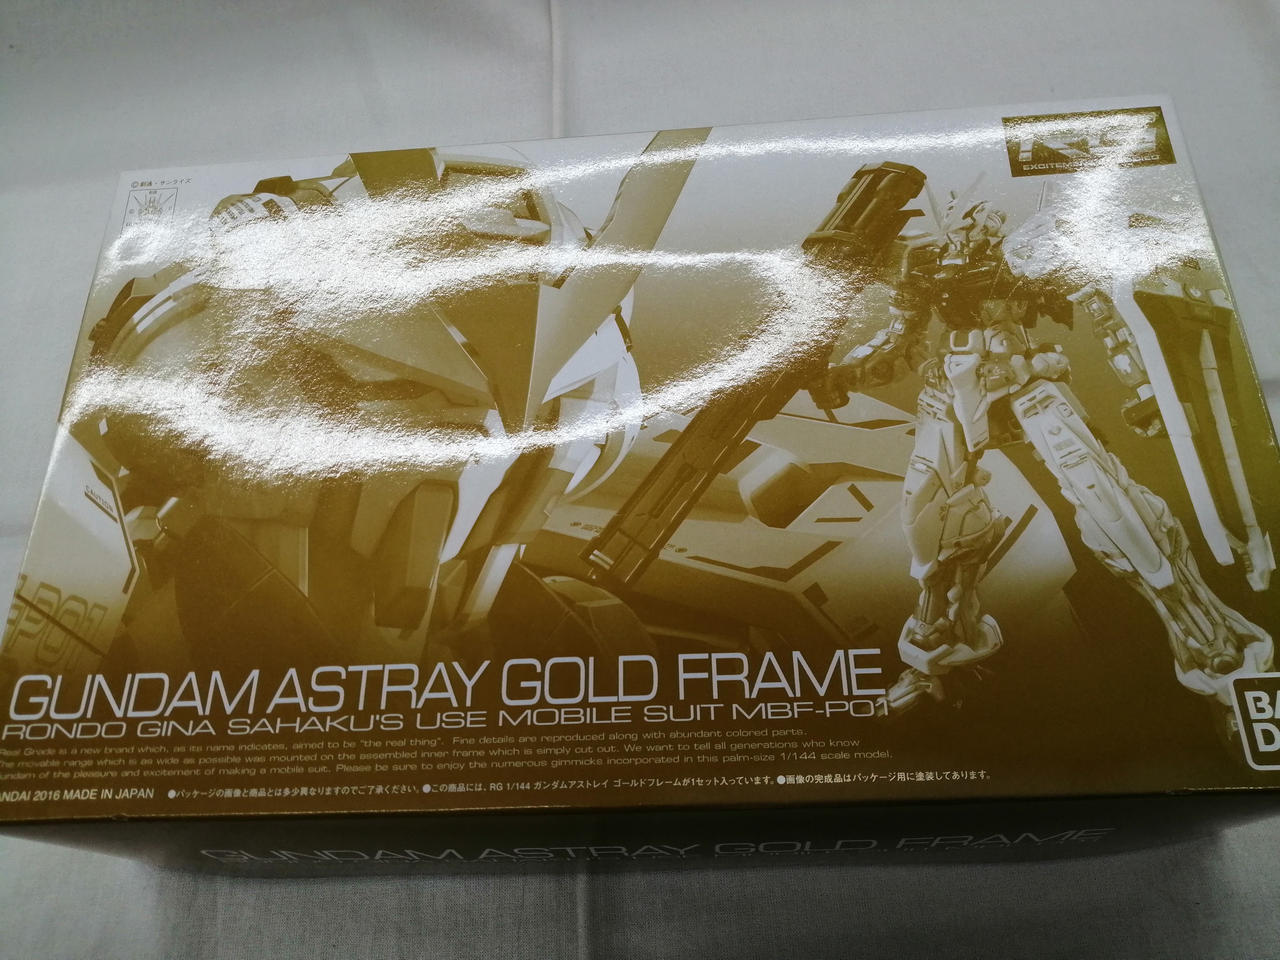 ©創通・サンライズ
RG
CAUTION
P01
GUNDAM ASTRAY GOLD FRAME
RONDO GINA SAHAKU'S USE MOBILE SUIT MBF-P01
Real Grade is a new brand which, as its name indicates, aimed to be "the real thing". Fine details are reproduced along with abundant colored parts.
The movable range which is as wide as possible was mounted on the assembled inner frame which is simply cut out. We want to tell all generations who know
undam of the pleasure and excitement of making a mobile suit. Please be sure to enjoy the numerous gimmicks incorporated in this palm-size 1/144 scale model.
ANDAI 2016 MADE IN JAPAN ●パッケージの画像と商品とは多少異なりますのでご了承ください。●この商品には、RG 1/144 ガンダムアストレイ ゴールドフレームが1セット入っています。●画像の完成品はパッケージ用に塗装してあります。
BA
D
GUNDAM ASTRAY GOLD FRAME